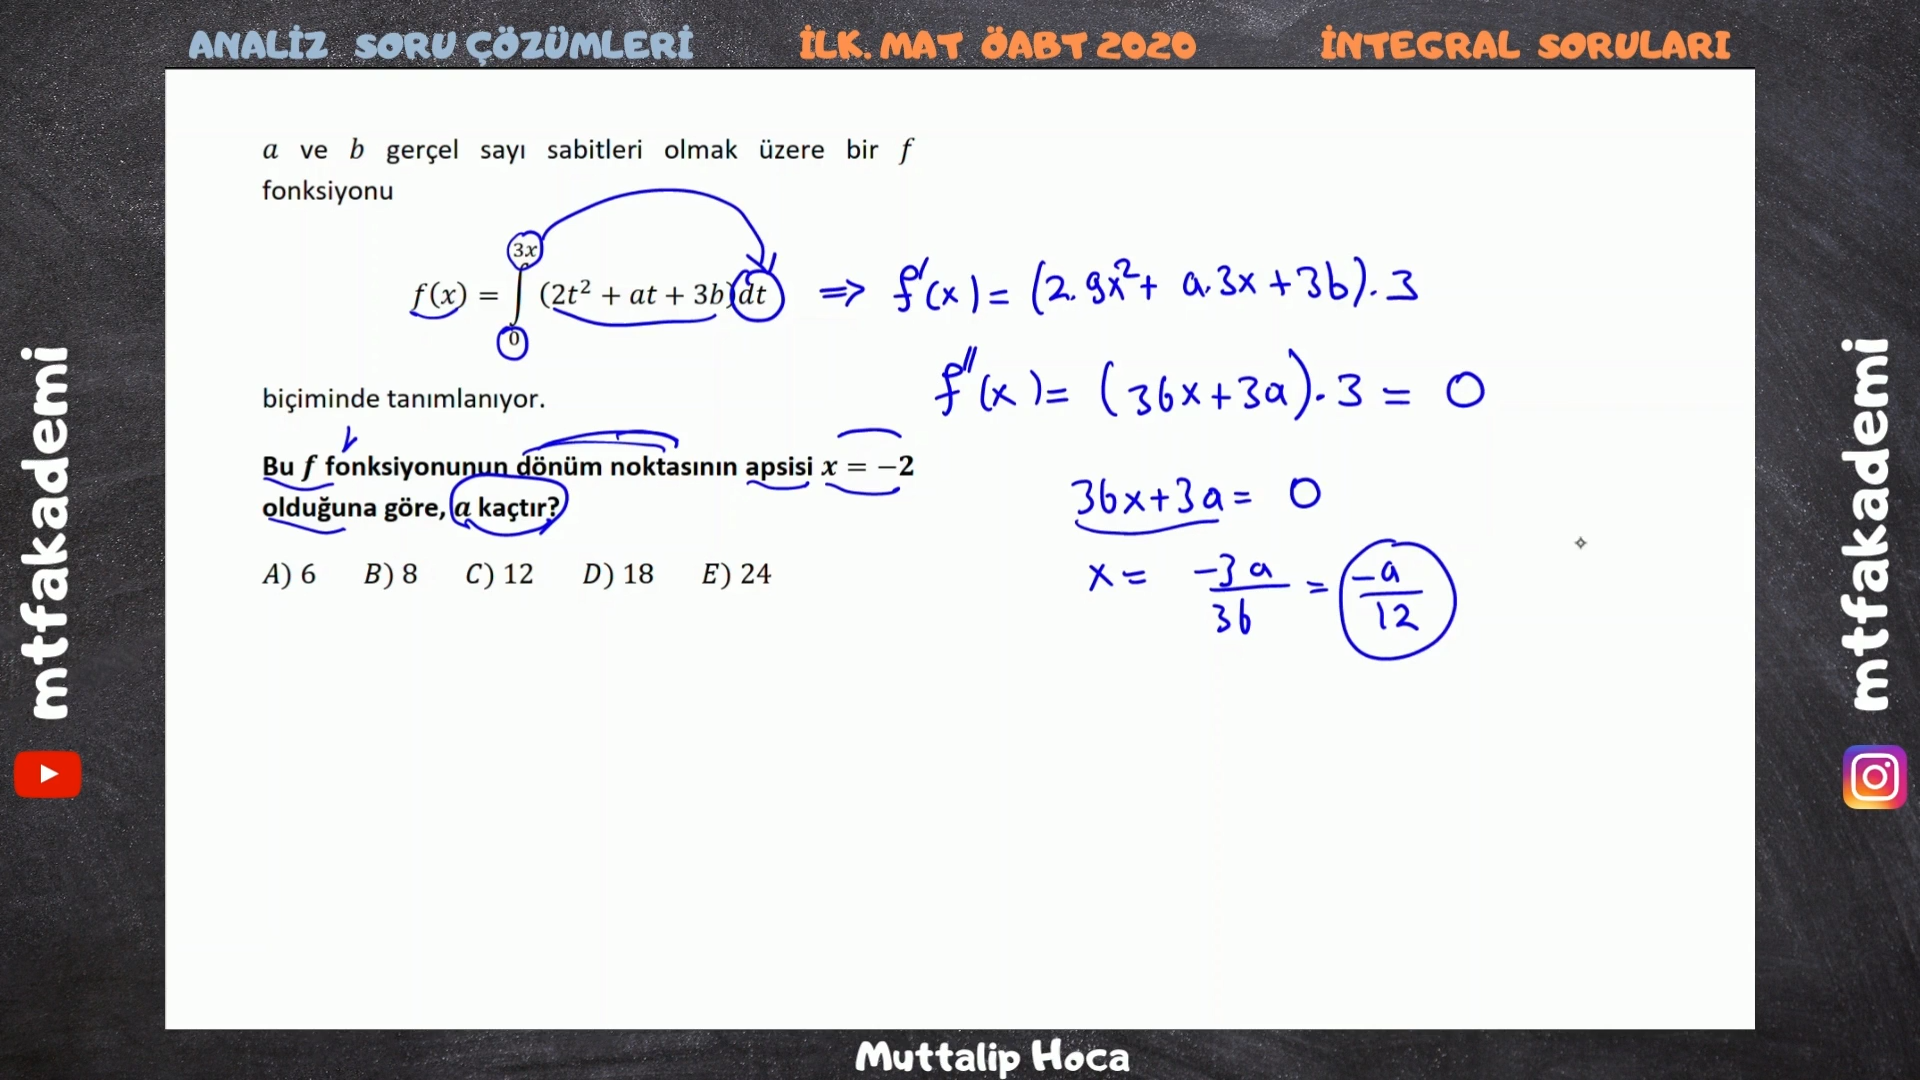 ANALİZ SORU ÇÖZÜMLERİ İLK. MAT ÖABT 2020 İNTEGRAL SORULARI
a ve b gerçel sayı sabitleri olmak üzere bir f
fonksiyonu
f(x) = ∫₀³ˣ (2t² + at + 3b)dt ⇒ f'(x) = (2.9x² + a.3x + 3b).3
f''(x) = (36x+3a).3 = 0
biçiminde tanımlanıyor.
Bu f fonksiyonunun dönüm noktasının apsisi x = −2
olduğuna göre, a kaçtır?
36x+3a = 0
A) 6 B) 8 C) 12 D) 18 E) 24
x = -3a/36 = -a/12
mtfakademi
mtfakademi
Muttalip Hoca